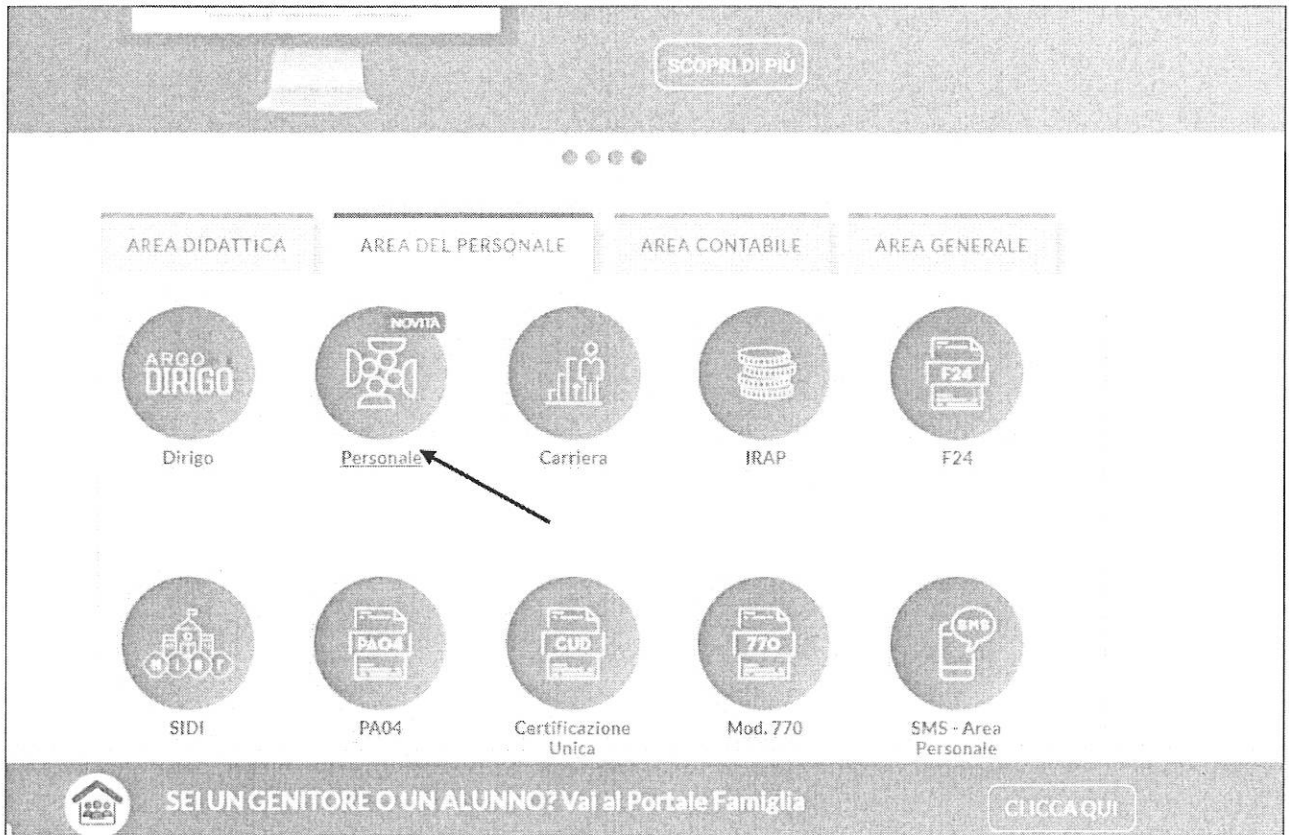 SCOPRI DI PIÙ
AREA DIDATTICA
AREA DEL PERSONALE
AREA CONTABILE
AREA GENERALE
ARGO
DIRIGO
NOVITÀ
F24
Dirigo
Personale
Carriera
IRAP
F24
MIUR
PA04
CUD
770
SMS
SIDI
PA04
Certificazione
Unica
Mod. 770
SMS - Area
Personale
SEI UN GENITORE O UN ALUNNO? Vai al Portale Famiglia
CLICCA QUI